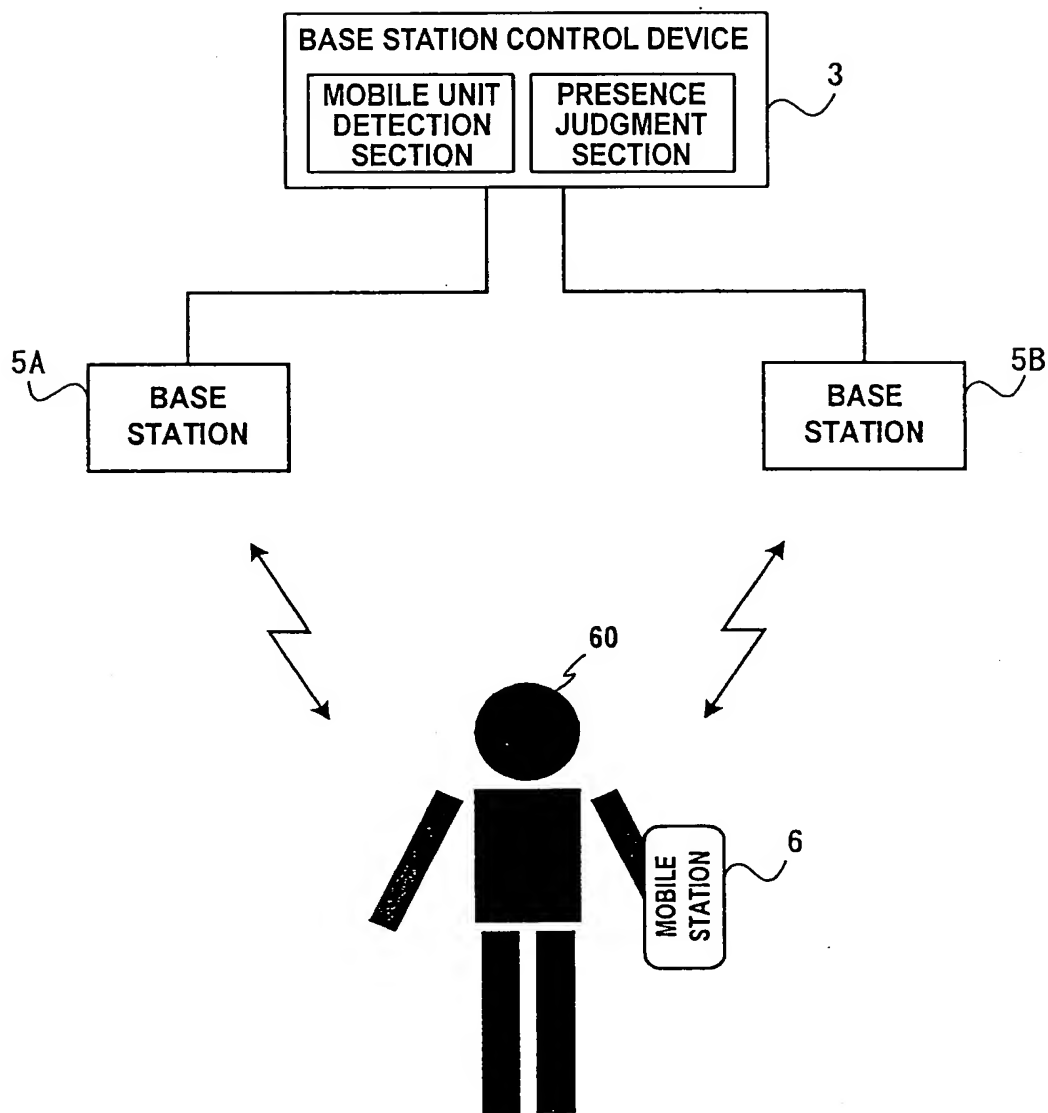 BASE STATION CONTROL DEVICE
MOBILE UNIT
DETECTION
SECTION
PRESENCE
JUDGMENT
SECTION
3
5A
BASE
STATION
5B
BASE
STATION
60
6
MOBILE
STATION